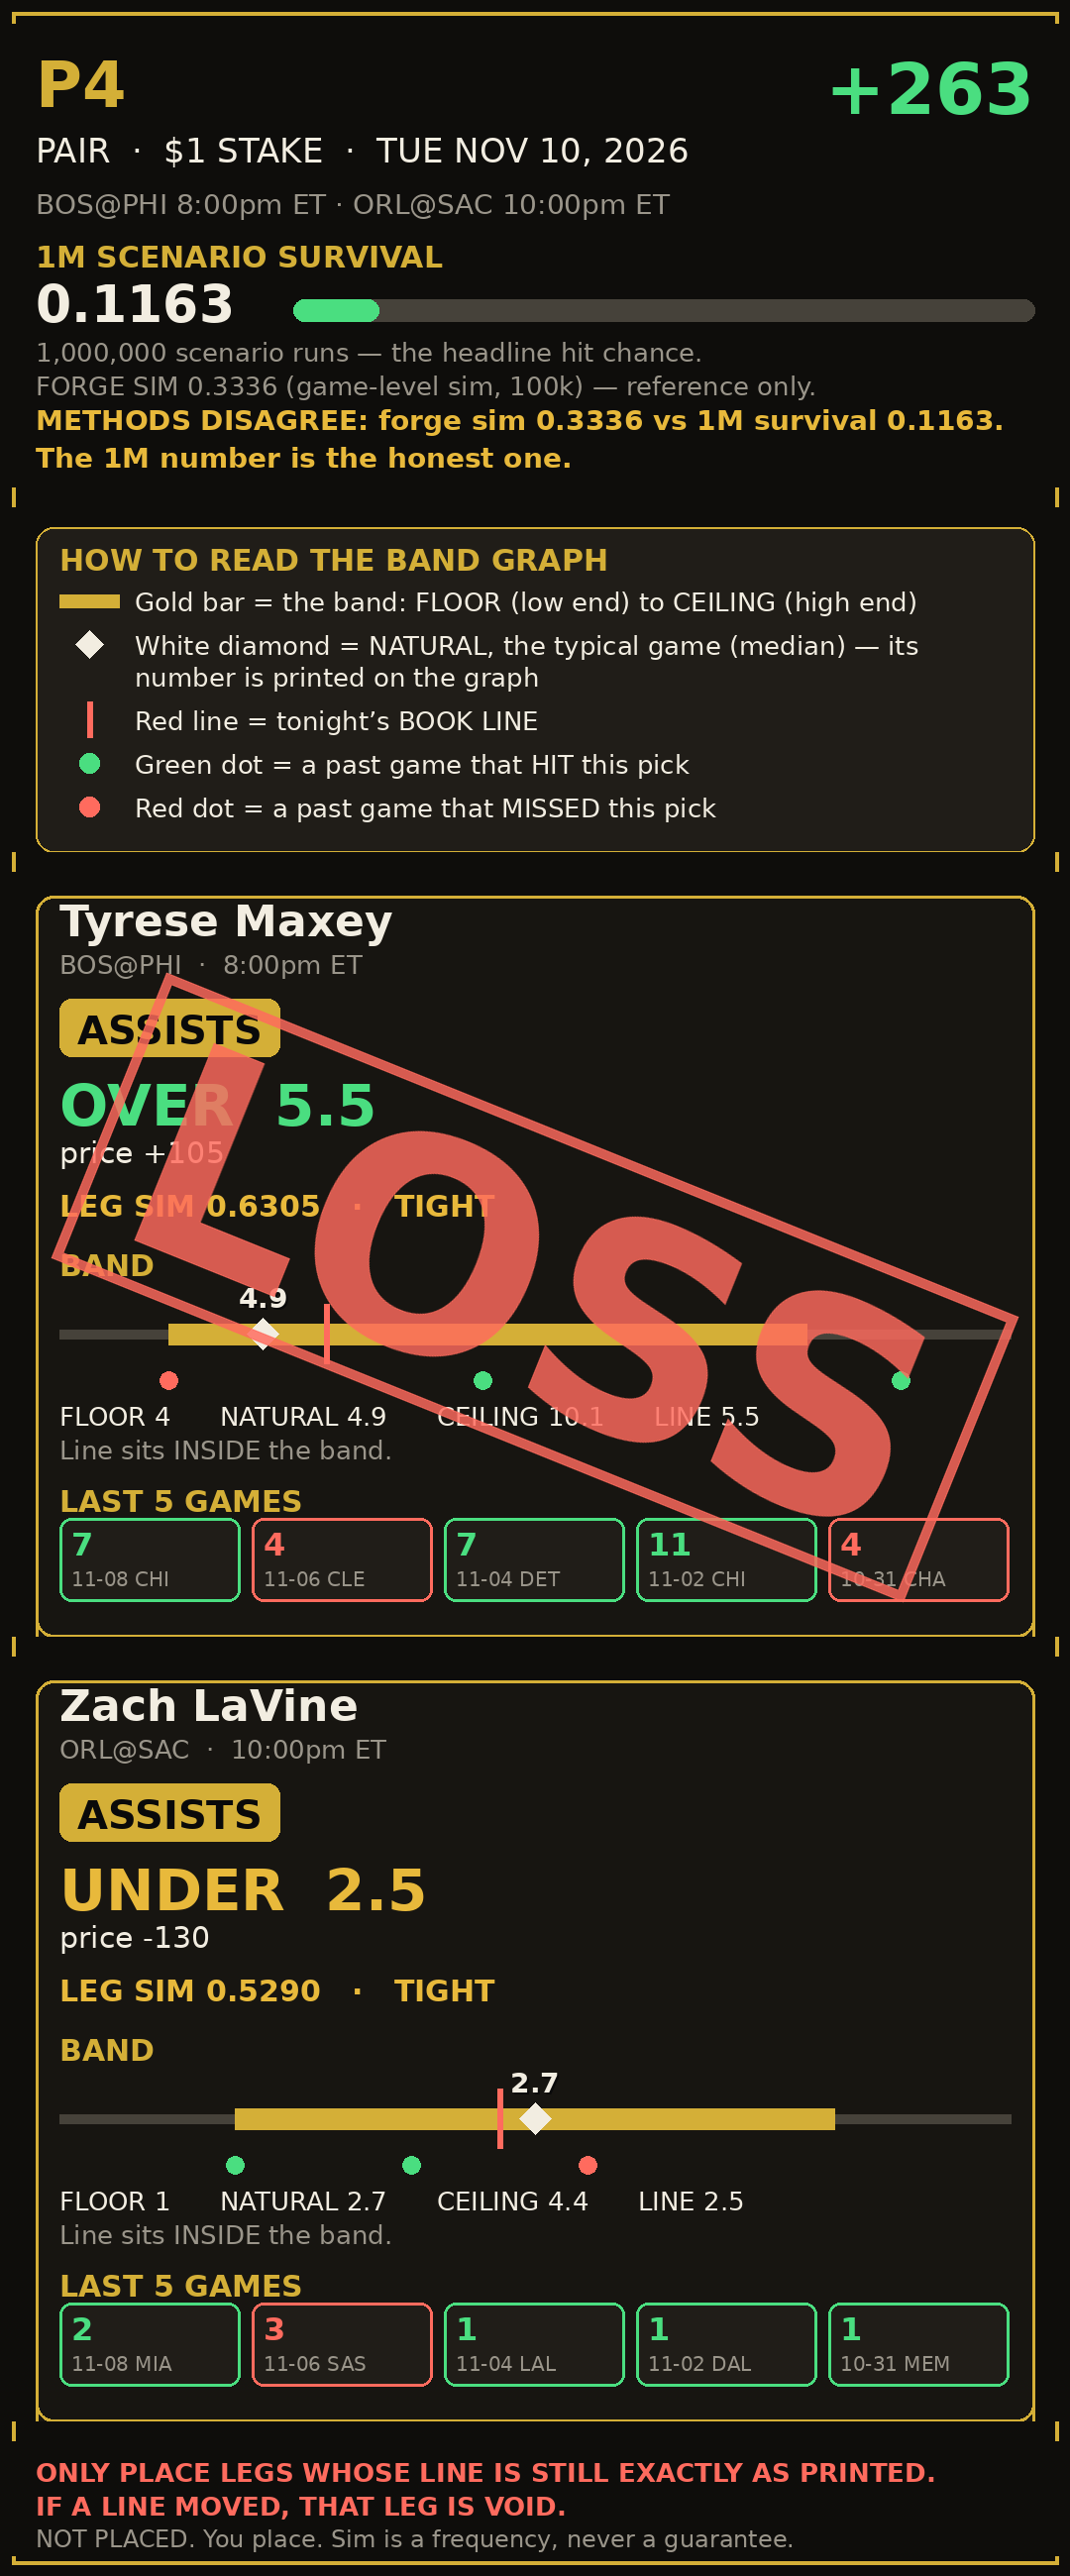 P4
+263
PAIR · $1 STAKE · TUE NOV 10, 2026
BOS@PHI 8:00pm ET · ORL@SAC 10:00pm ET
1M SCENARIO SURVIVAL
0.1163
1,000,000 scenario runs — the headline hit chance.
FORGE SIM 0.3336 (game-level sim, 100k) — reference only.
METHODS DISAGREE: forge sim 0.3336 vs 1M survival 0.1163.
The 1M number is the honest one.
HOW TO READ THE BAND GRAPH
Gold bar = the band: FLOOR (low end) to CEILING (high end)
White diamond = NATURAL, the typical game (median) — its
number is printed on the graph
Red line = tonight’s BOOK LINE
Green dot = a past game that HIT this pick
Red dot = a past game that MISSED this pick
Tyrese Maxey
BOS@PHI · 8:00pm ET
ASSISTS
OVER 5.5
price +105
LEG SIM 0.6305 · TIGHT
BAND
4.9
FLOOR 4 NATURAL 4.9 CEILING 10.1 LINE 5.5
Line sits INSIDE the band.
LOSS
LAST 5 GAMES
7 4 7 11 4
11-08 CHI 11-06 CLE 11-04 DET 11-02 CHI 10-31 CHA
Zach LaVine
ORL@SAC · 10:00pm ET
ASSISTS
UNDER 2.5
price -130
LEG SIM 0.5290 · TIGHT
BAND
2.7
FLOOR 1 NATURAL 2.7 CEILING 4.4 LINE 2.5
Line sits INSIDE the band.
LAST 5 GAMES
2 3 1 1 1
11-08 MIA 11-06 SAS 11-04 LAL 11-02 DAL 10-31 MEM
ONLY PLACE LEGS WHOSE LINE IS STILL EXACTLY AS PRINTED.
IF A LINE MOVED, THAT LEG IS VOID.
NOT PLACED. You place. Sim is a frequency, never a guarantee.